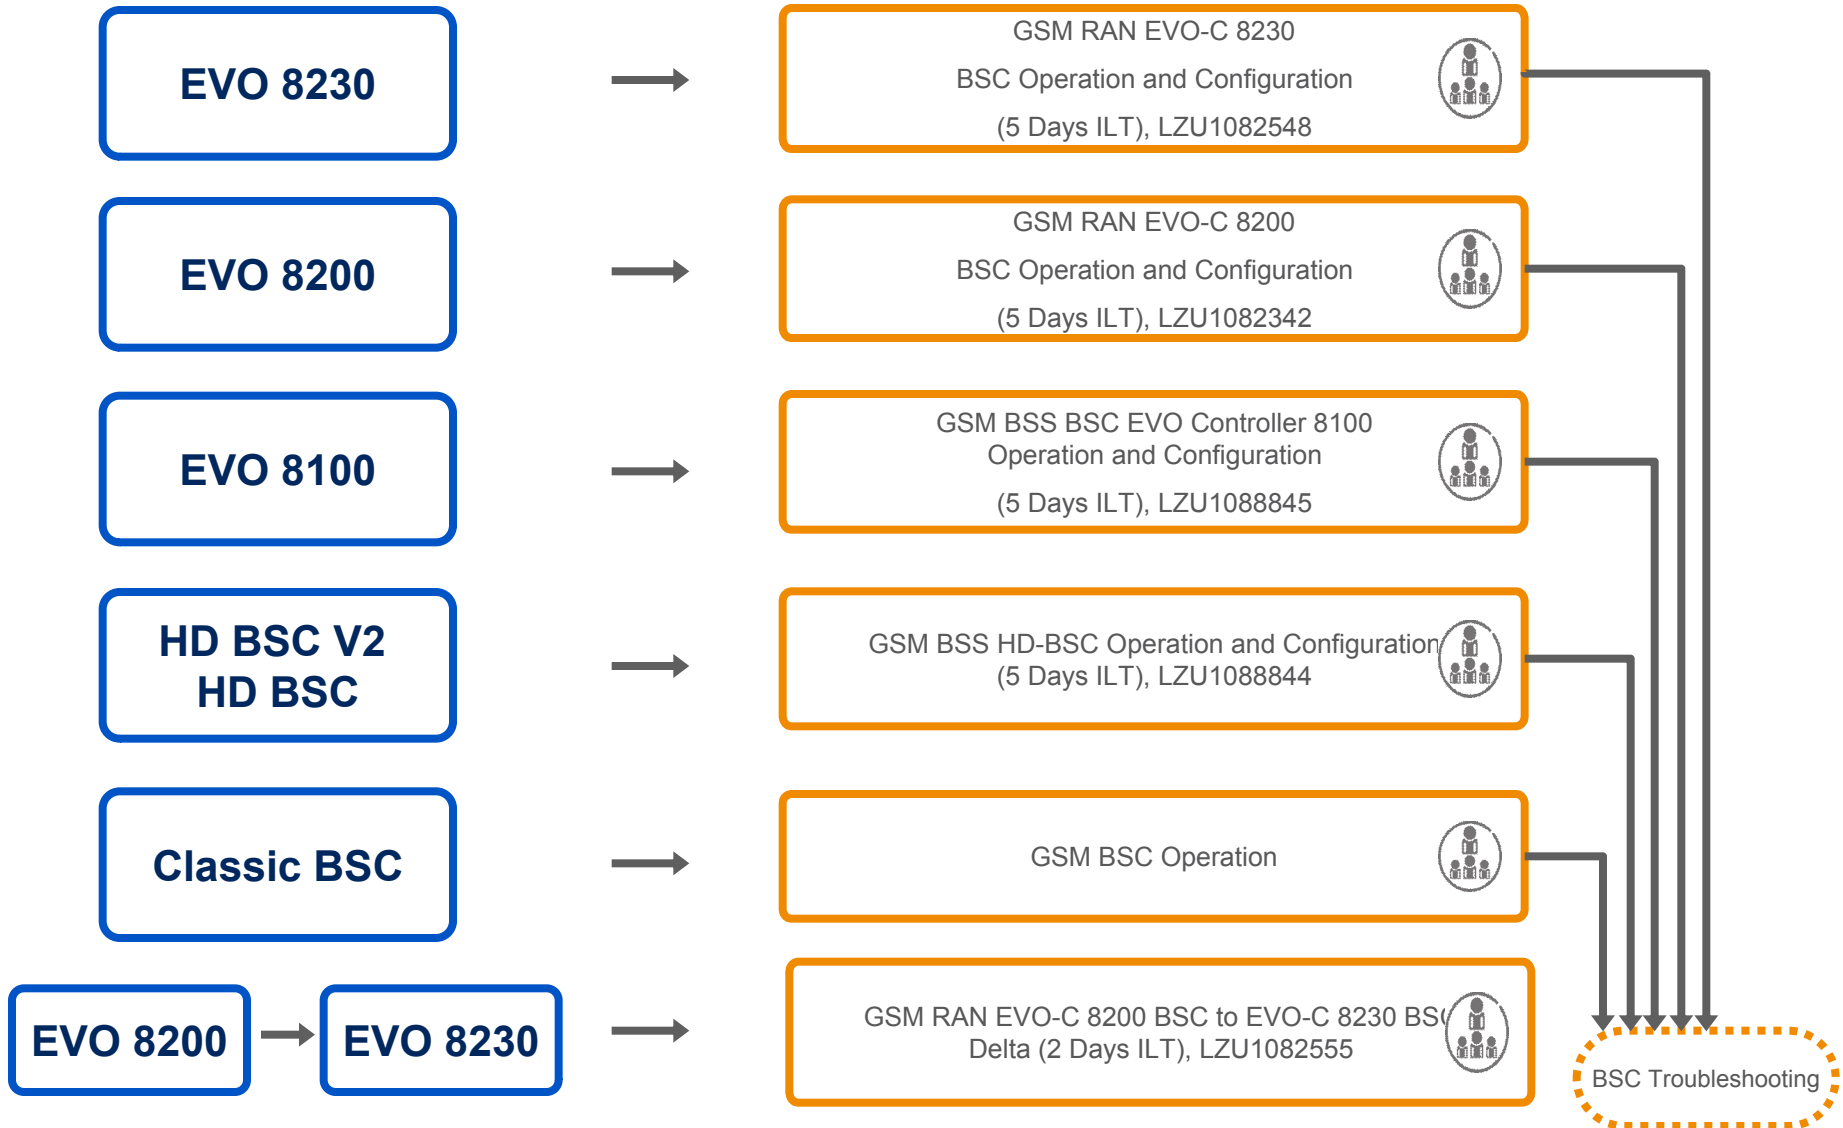 EVO 8230
GSM RAN EVO-C 8230
BSC Operation and Configuration
(5 Days ILT), LZU1082548
EVO 8200
GSM RAN EVO-C 8200
BSC Operation and Configuration
(5 Days ILT), LZU1082342
EVO 8100
GSM BSS BSC EVO Controller 8100
Operation and Configuration
(5 Days ILT), LZU1088845
HD BSC V2
HD BSC
GSM BSS HD-BSC Operation and Configuration
(5 Days ILT), LZU1088844
Classic BSC
GSM BSC Operation
EVO 8200
EVO 8230
GSM RAN EVO-C 8200 BSC to EVO-C 8230 BSC
Delta (2 Days ILT), LZU1082555
BSC Troubleshooting